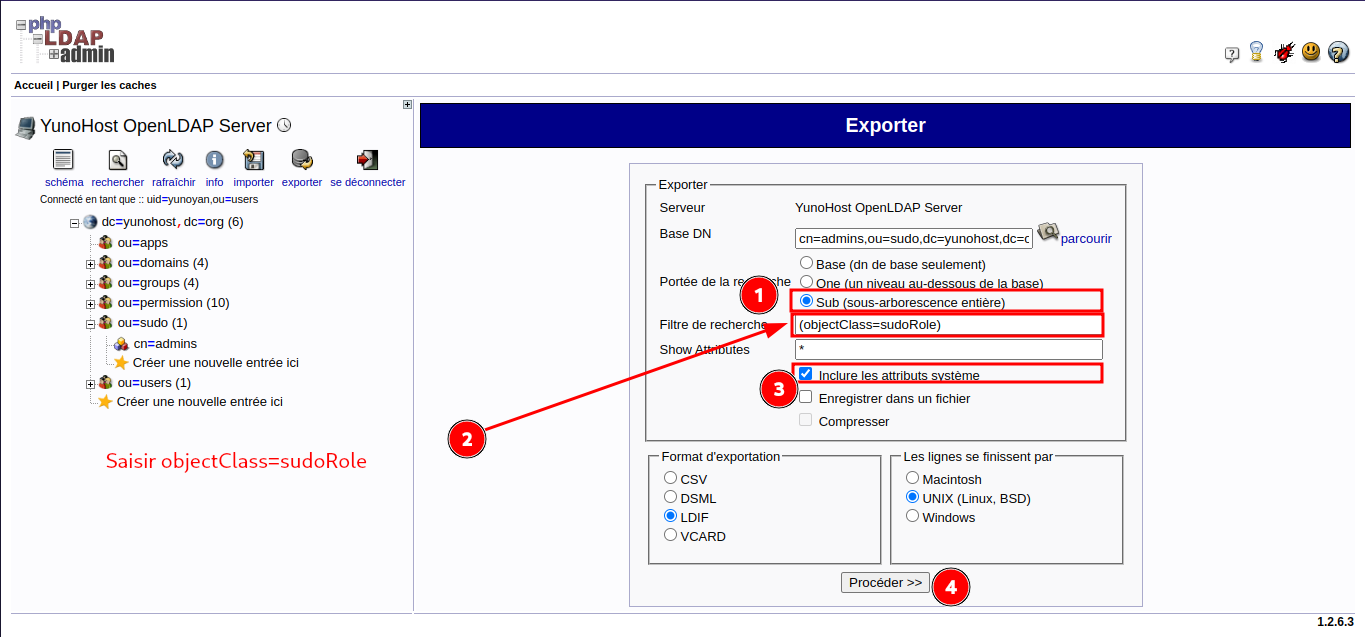 php
LDAP
admin
Accueil | Purger les caches
YunoHost OpenLDAP Server
schéma rechercher rafraîchir info importer exporter se déconnecter
Connecté en tant que :: uid=yunoyan,ou=users
dc=yunohost,dc=org (6)
ou=apps
ou=domains (4)
ou=groups (4)
ou=permission (10)
ou=sudo (1)
cn=admins
Créer une nouvelle entrée ici
ou=users (1)
Créer une nouvelle entrée ici
Saisir objectClass=sudoRole
Exporter
Exporter
Serveur YunoHost OpenLDAP Server
Base DN cn=admins,ou=sudo,dc=yunohost,dc=o parcourir
Base (dn de base seulement)
Portée de la recherche One (un niveau au-dessous de la base)
1 Sub (sous-arborescence entière)
Filtre de recherche (objectClass=sudoRole)
Show Attributes *
Inclure les attributs système
3
Enregistrer dans un fichier
Compresser
2
Format d'exportation
CSV
DSML
LDIF
VCARD
Les lignes se finissent par
Macintosh
UNIX (Linux, BSD)
Windows
Procéder >> 4
1.2.6.3